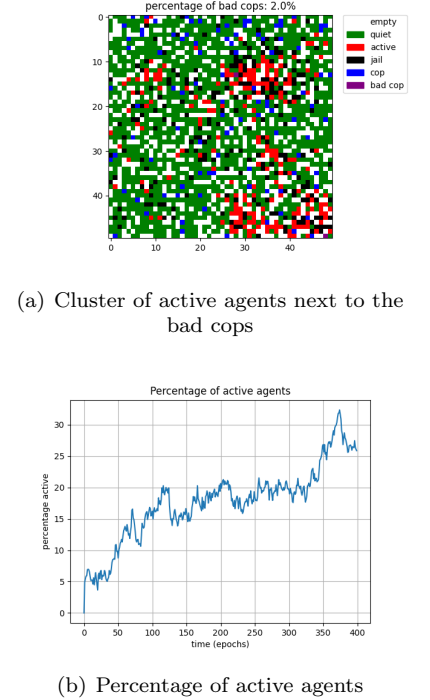 percentage of bad cops: 2.0%
0
10
20
30
40
0 10 20 30 40
empty
quiet
active
jail
cop
bad cop
(a) Cluster of active agents next to the
bad cops
Percentage of active agents
percentage active
30
25
20
15
10
5
0
0 50 100 150 200 250 300 350 400
time (epochs)
(b) Percentage of active agents